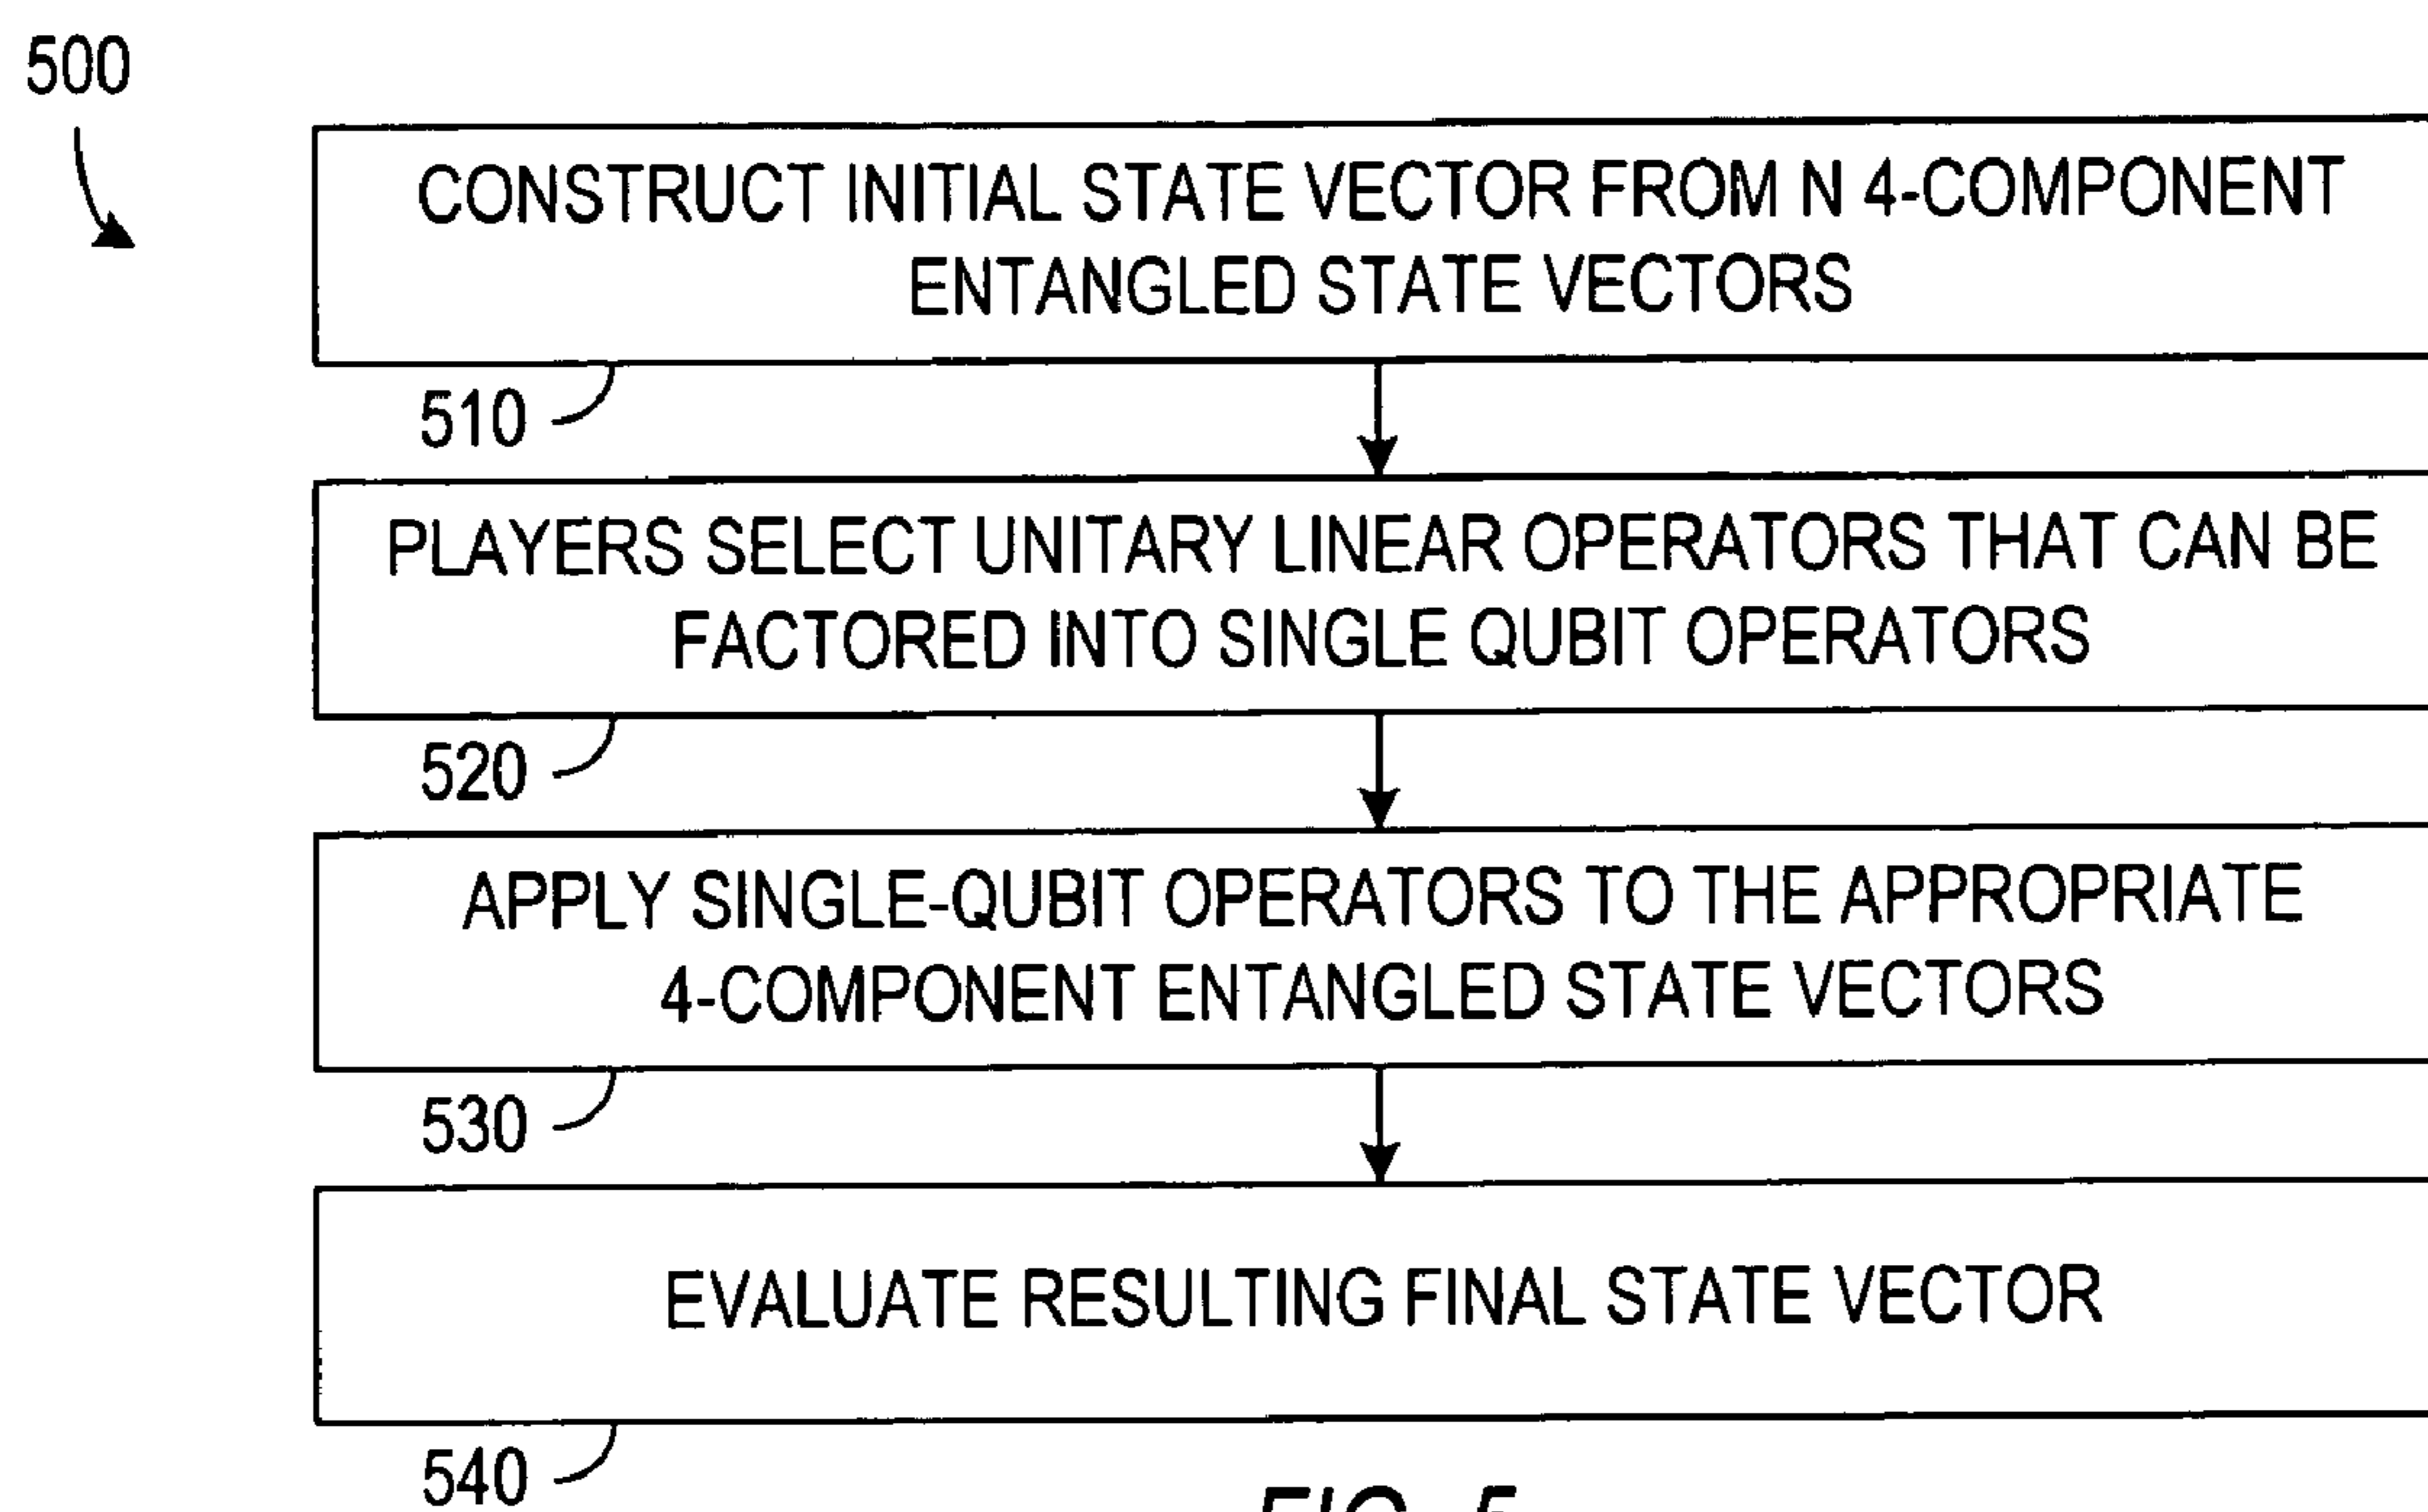 500
CONSTRUCT INITIAL STATE VECTOR FROM N 4-COMPONENT
ENTANGLED STATE VECTORS
510
PLAYERS SELECT UNITARY LINEAR OPERATORS THAT CAN BE
FACTORED INTO SINGLE QUBIT OPERATORS
520
APPLY SINGLE-QUBIT OPERATORS TO THE APPROPRIATE
4-COMPONENT ENTANGLED STATE VECTORS
530
EVALUATE RESULTING FINAL STATE VECTOR
540
FIG. 5